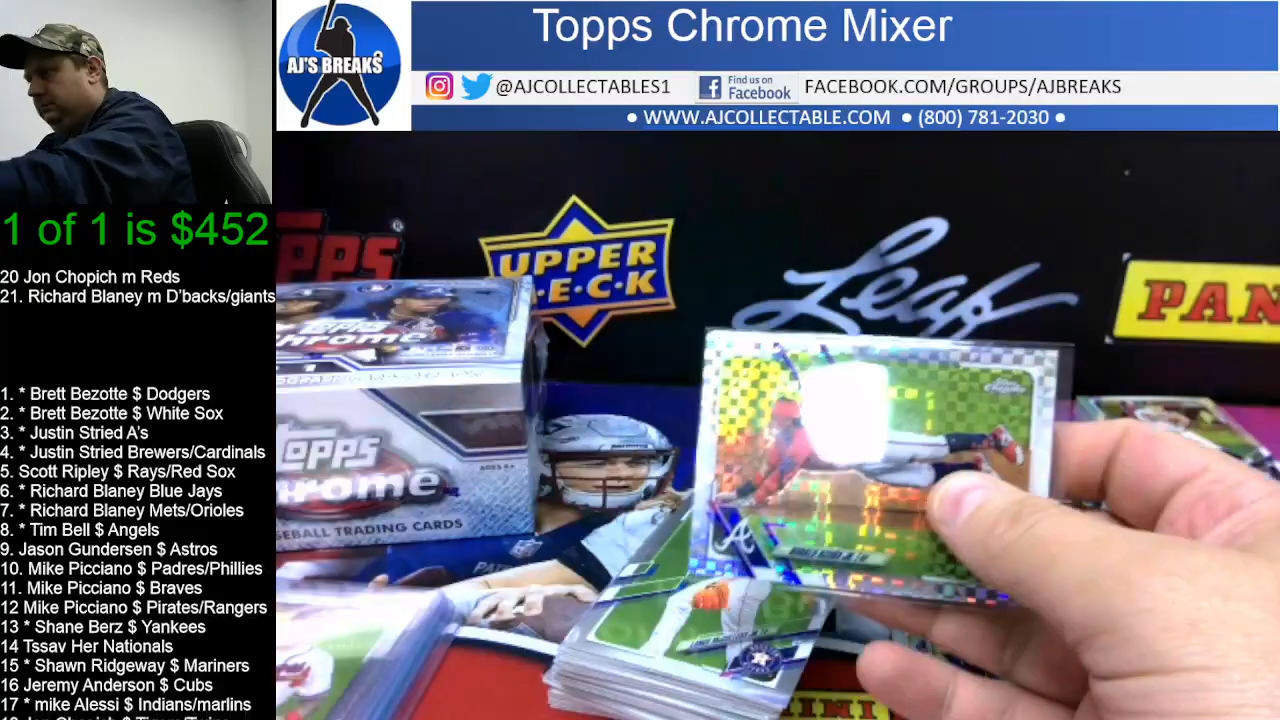 Topps Chrome Mixer
AJ'S BREAKS
@AJCOLLECTABLES1
Find us on
Facebook
FACEBOOK.COM/GROUPS/AJBREAKS
● WWW.AJCOLLECTABLE.COM ● (800) 781-2030 ●
1 of 1 is $452
20 Jon Chopich m Reds
21. Richard Blaney m D'backs/giants
1. * Brett Bezotte $ Dodgers
2. * Brett Bezotte $ White Sox
3. * Justin Stried A's
4. * Justin Stried Brewers/Cardinals
5. Scott Ripley $ Rays/Red Sox
6. * Richard Blaney Blue Jays
7. * Richard Blaney Mets/Orioles
8. * Tim Bell $ Angels
9. Jason Gundersen $ Astros
10. Mike Picciano $ Padres/Phillies
11. Mike Picciano $ Braves
12 Mike Picciano $ Pirates/Rangers
13 * Shane Berz $ Yankees
14 Tssav Her Nationals
15 * Shawn Ridgeway $ Mariners
16 Jeremy Anderson $ Cubs
17 * mike Alessi $ Indians/marlins
TOPPS ®
UPPER
DECK
Leaf
PANI
Topps
Chrome
Topps
Chrome
BASEBALL TRADING CARDS